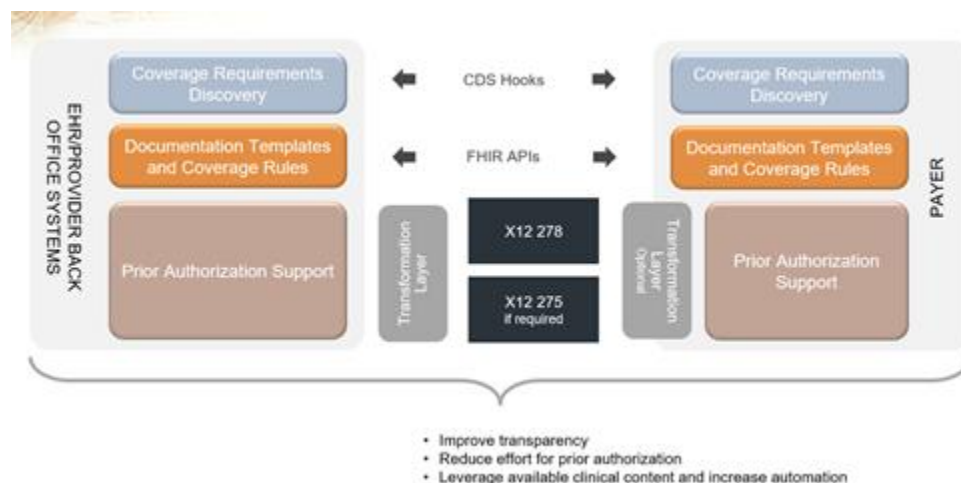 EHR/PROVIDER BACK
OFFICE SYSTEMS
Coverage Requirements
Discovery
Documentation Templates
and Coverage Rules
Prior Authorization Support
CDS Hooks
FHIR APIs
Transformation
Layer
X12 278
X12 275
if required
Transformation
Layer
Optional
Coverage Requirements
Discovery
Documentation Templates
and Coverage Rules
Prior Authorization
Support
PAYER
• Improve transparency
• Reduce effort for prior authorization
• Leverage available clinical content and increase automation